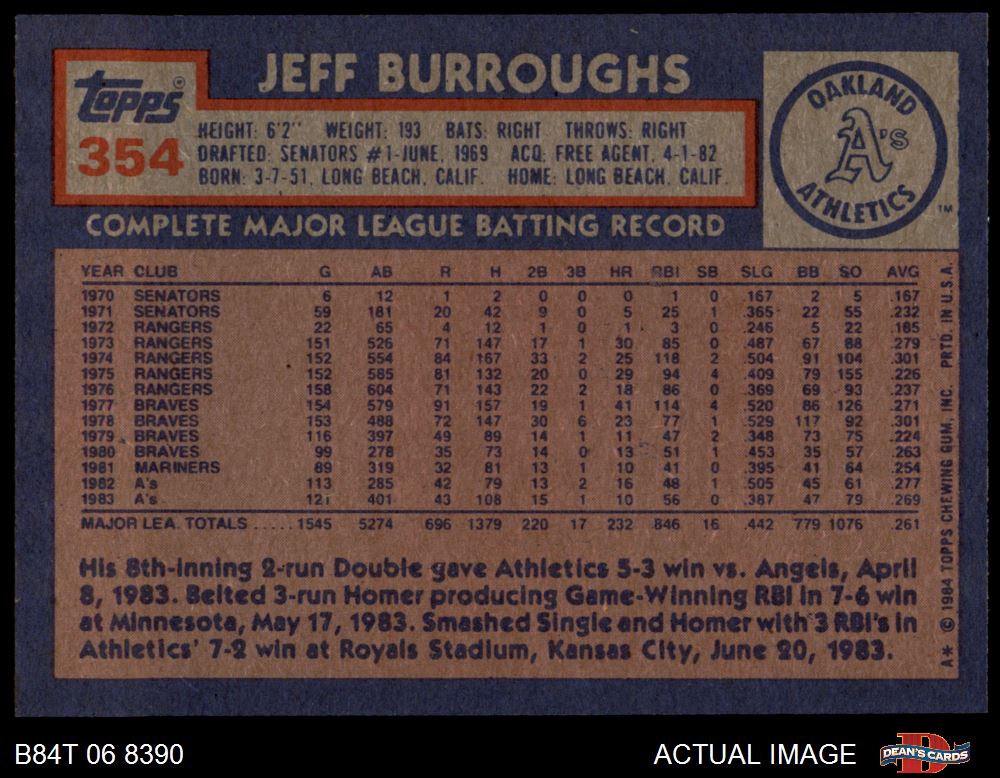 JEFF BURROUGHS
topps®
354
HEIGHT: 6'2" WEIGHT: 193 BATS: RIGHT THROWS: RIGHT
DRAFTED: SENATORS #1-JUNE, 1969 ACQ: FREE AGENT, 4-1-82
BORN: 3-7-51, LONG BEACH, CALIF. HOME: LONG BEACH, CALIF.
OAKLAND
A's
ATHLETICS
TM
COMPLETE MAJOR LEAGUE BATTING RECORD
YEAR CLUB G AB R H 2B 3B HR RBI SB SLG BB SO AVG
1970 SENATORS 6 12 1 2 0 0 0 1 0 .167 2 5 .167
1971 SENATORS 59 181 20 42 9 0 5 25 1 .365 22 55 .232
1972 RANGERS 22 65 4 12 1 0 1 3 0 .246 5 22 .185
1973 RANGERS 151 526 71 147 17 1 30 85 0 .487 67 88 .279
1974 RANGERS 152 554 84 167 33 2 25 118 2 .504 91 104 .301
1975 RANGERS 152 585 81 132 20 0 29 94 4 .409 79 155 .226
1976 RANGERS 158 604 71 143 22 2 18 86 0 .369 69 93 .237
1977 BRAVES 154 579 91 157 19 1 41 114 4 .520 86 126 .271
1978 BRAVES 153 488 72 147 30 6 23 77 1 .529 117 92 .301
1979 BRAVES 116 397 49 89 14 1 11 47 2 .348 73 75 .224
1980 BRAVES 99 278 35 73 14 0 13 51 1 .453 35 57 .263
1981 MARINERS 89 319 32 81 13 1 10 41 0 .395 41 64 .254
1982 A's 113 285 42 79 13 2 16 48 1 .505 45 61 .277
1983 A's 121 401 43 108 15 1 10 56 0 .387 47 79 .269
MAJOR LEA. TOTALS ..... 1545 5274 696 1379 220 17 232 846 16 .442 779 1076 .261
His 8th-inning 2-run Double gave Athletics 5-3 win vs. Angels, April
8, 1983. Belted 3-run Homer producing Game-Winning RBI in 7-6 win
at Minnesota, May 17, 1983. Smashed Single and Homer with 3 RBI's in
Athletics' 7-2 win at Royals Stadium, Kansas City, June 20, 1983.
A* © 1984 TOPPS CHEWING GUM, INC. PRTD. IN U.S.A.
B84T 06 8390
ACTUAL IMAGE
DEAN'S CARDS